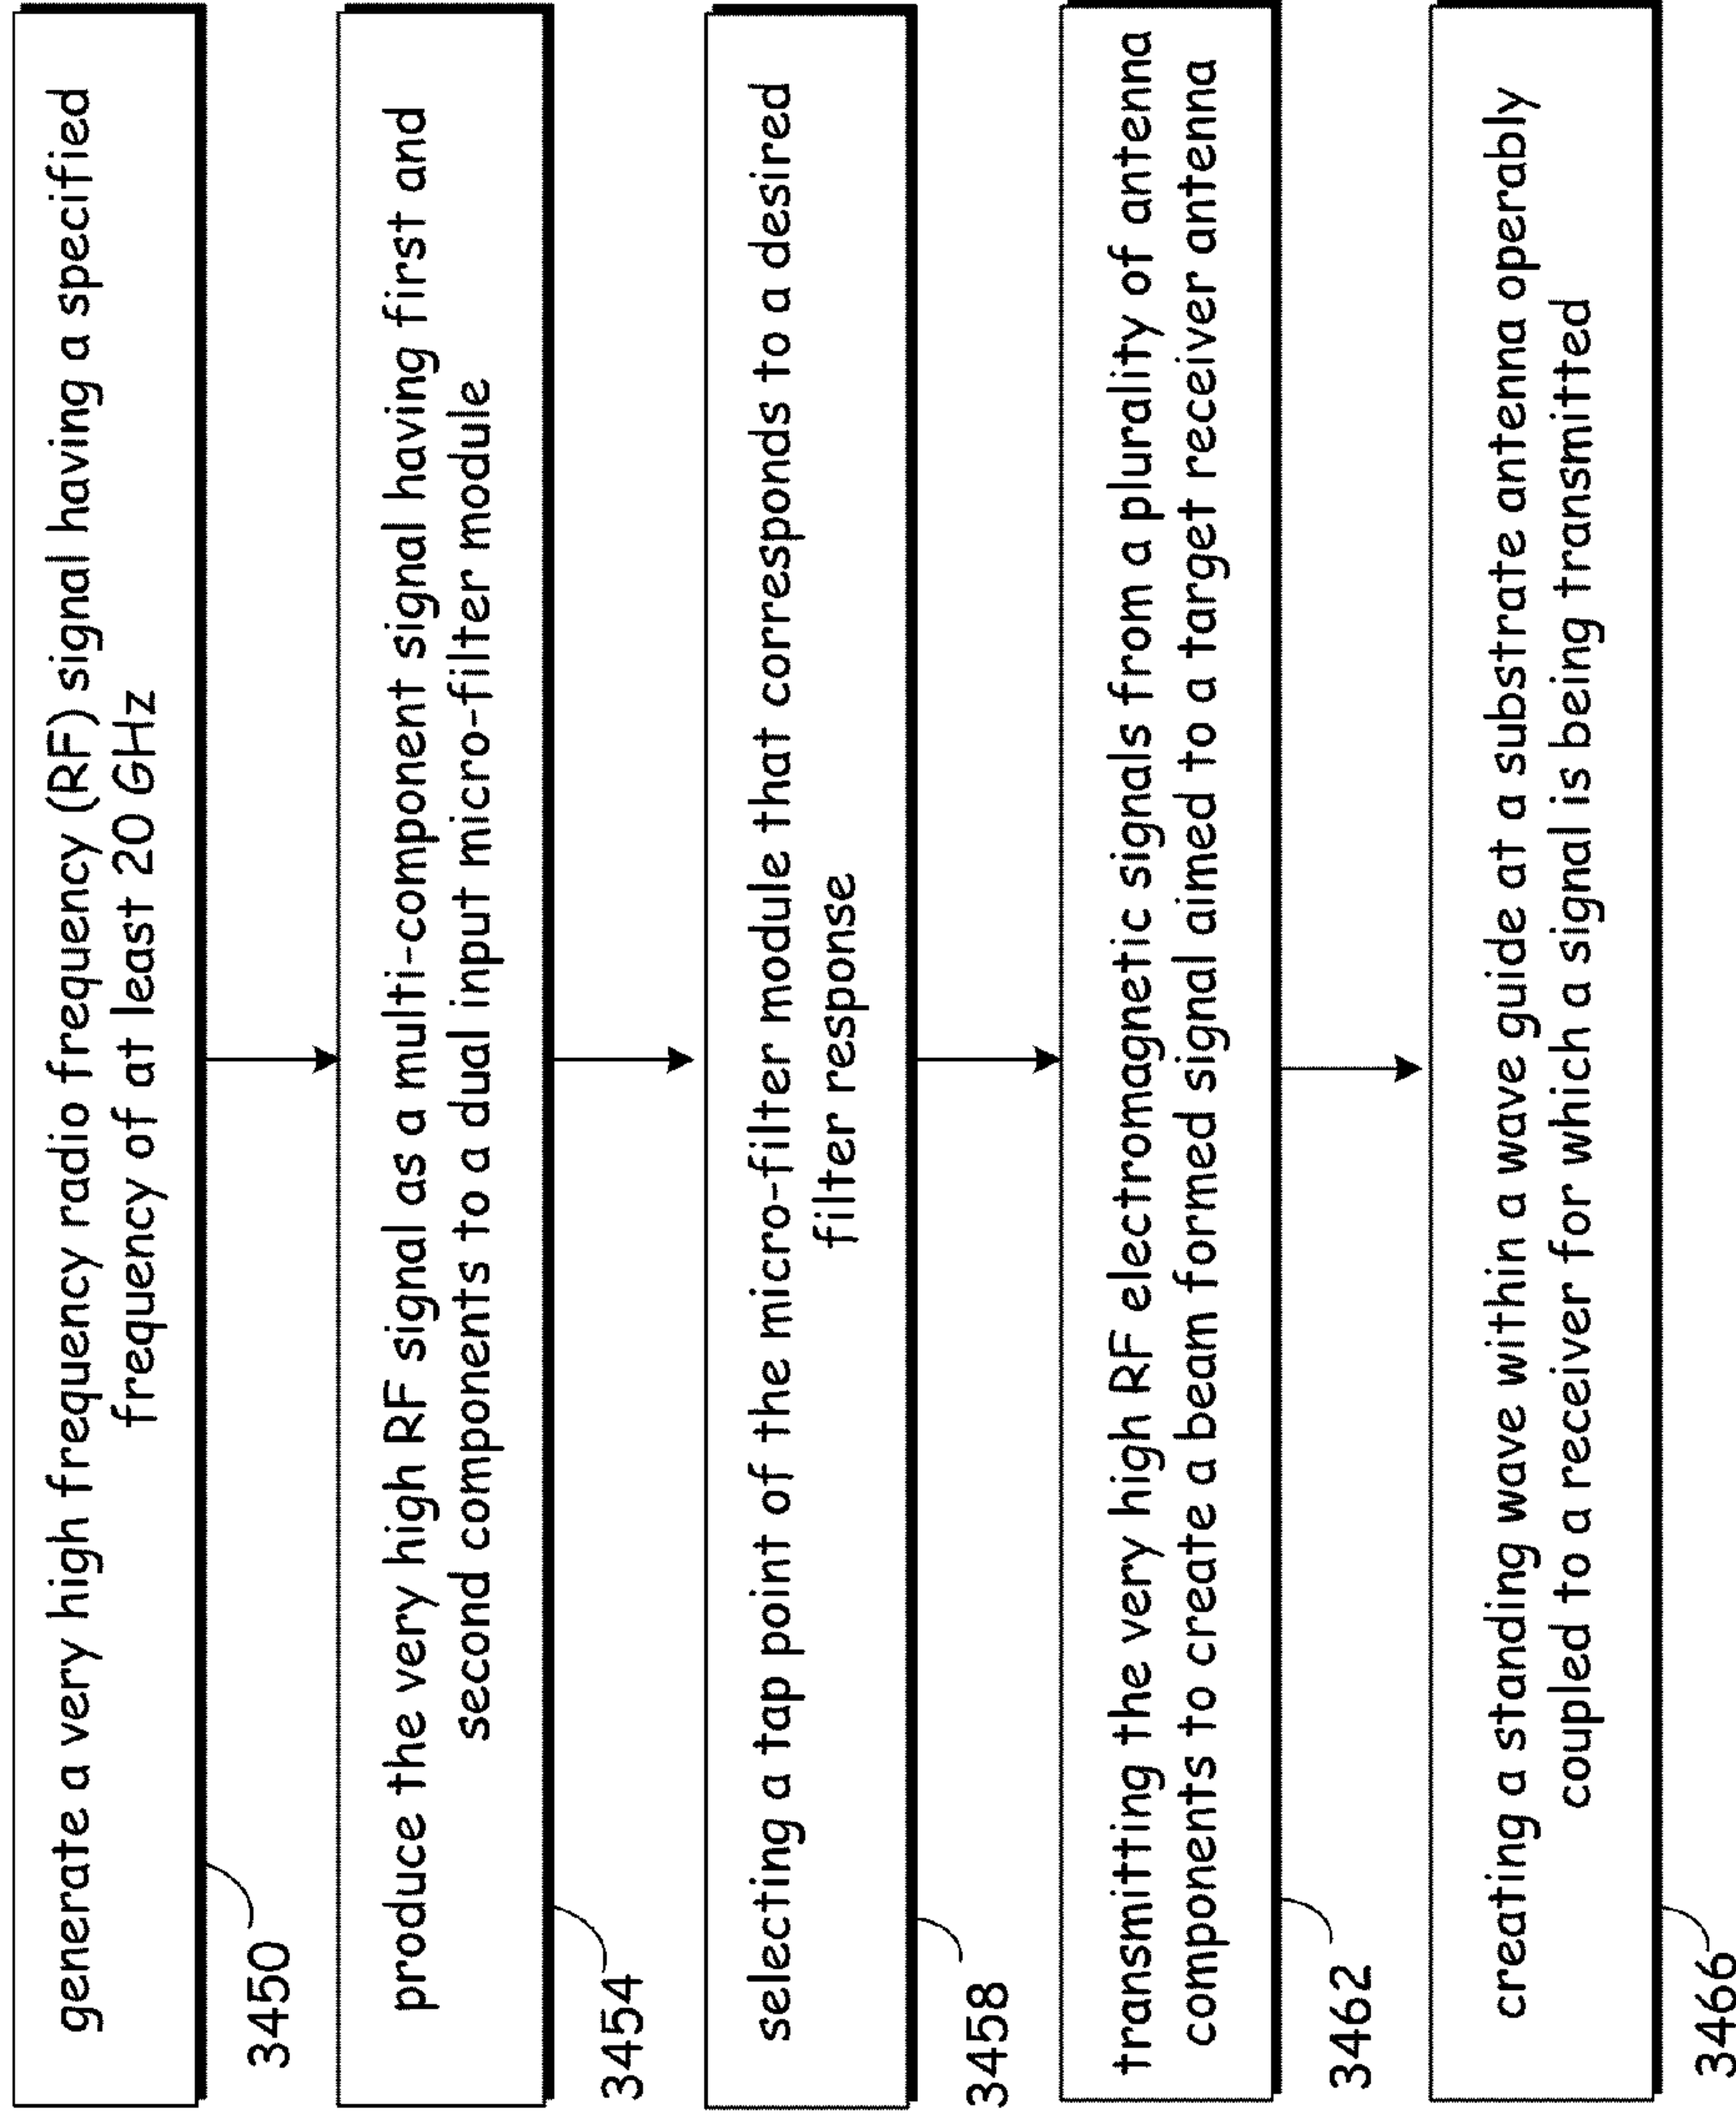 generate a very high frequency radio frequency (RF) signal having a specified
frequency of at least 20 GHz
3450
produce the very high RF signal as a multi-component signal having first and
second components to a dual input micro-filter module
3454
selecting a tap point of the micro-filter module that corresponds to a desired
filter response
3458
transmitting the very high RF electromagnetic signals from a plurality of antenna
components to create a beam formed signal aimed to a target receiver antenna
3462
creating a standing wave within a wave guide at a substrate antenna operably
coupled to a receiver for which a signal is being transmitted
3466